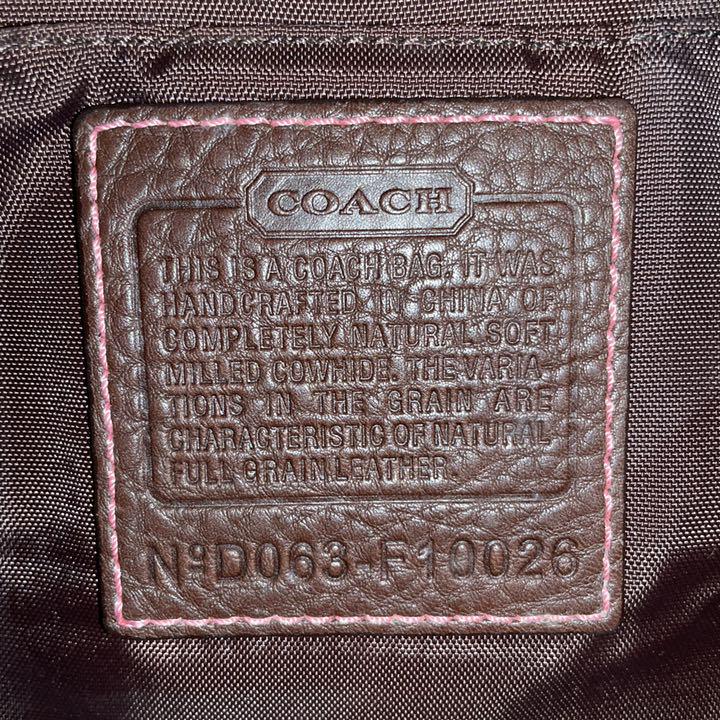 COACH
THIS IS A COACH BAG. IT WAS
HANDCRAFTED IN CHINA OF
COMPLETELY NATURAL SOFT
MILLED COWHIDE. THE VARIA-
TIONS IN THE GRAIN ARE
CHARACTERISTIC OF NATURAL
FULL GRAIN LEATHER.
Nº D063-F10026